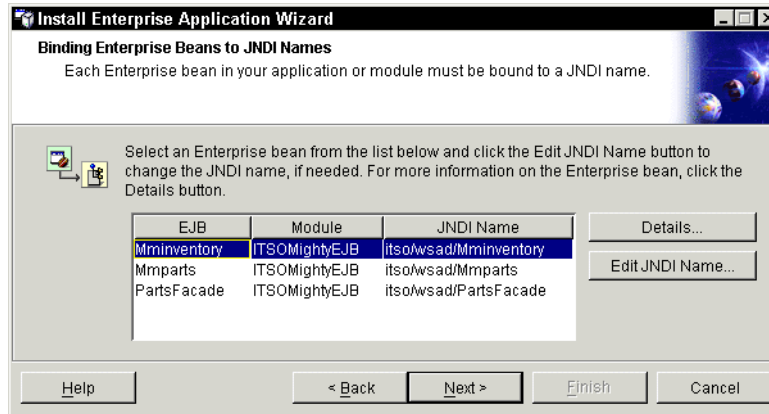 Install Enterprise Application Wizard
Binding Enterprise Beans to JNDI Names
Each Enterprise bean in your application or module must be bound to a JNDI name.
Select an Enterprise bean from the list below and click the Edit JNDI Name button to
change the JNDI name, if needed. For more information on the Enterprise bean, click the
Details button.
EJB Module JNDI Name
Mminventory ITSOMightyEJB itso/wsad/Mminventory
Mmparts ITSOMightyEJB itso/wsad/Mmparts
PartsFacade ITSOMightyEJB itso/wsad/PartsFacade
Details...
Edit JNDI Name...
Help < Back Next > Finish Cancel